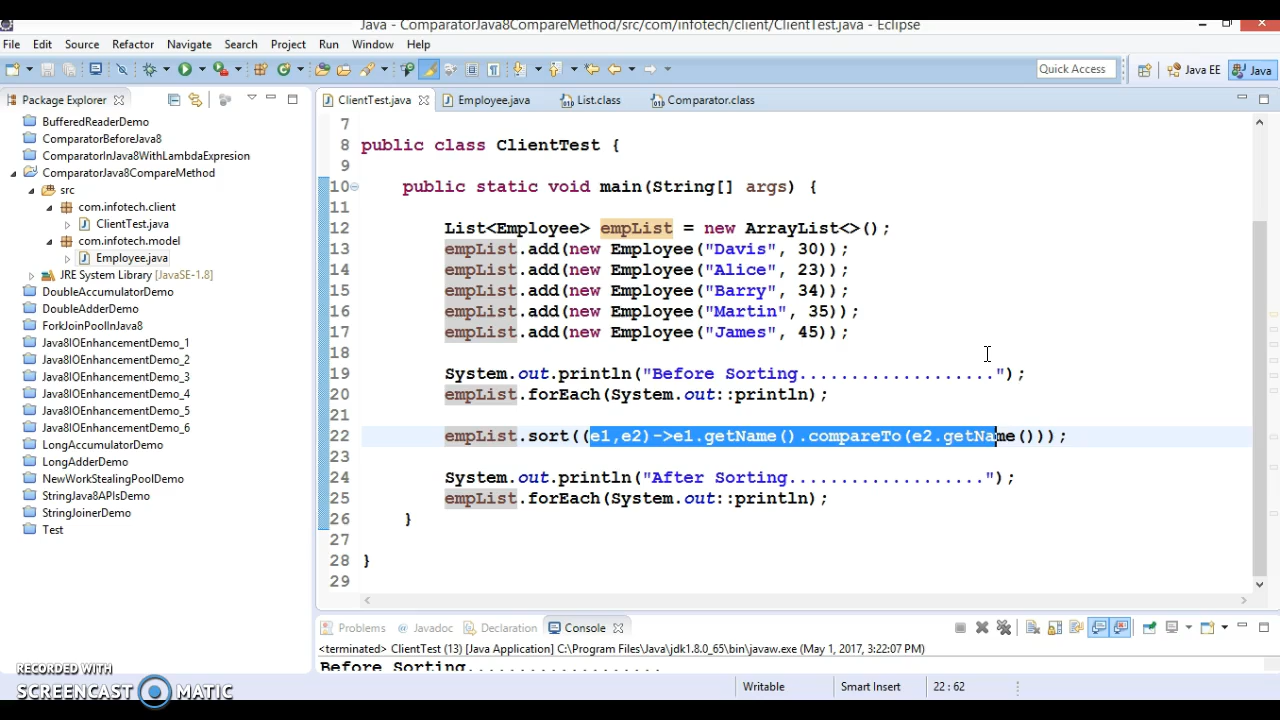 Java - ComparatorJava8CompareMethod/src/com/infotech/client/ClientTest.java - Eclipse
File Edit Source Refactor Navigate Search Project Run Window Help
Quick Access Java EE Java
Package Explorer
BufferedReaderDemo
ComparatorBeforeJava8
ComparatorInJava8WithLambdaExpresion
ComparatorJava8CompareMethod
src
com.infotech.client
ClientTest.java
com.infotech.model
Employee.java
JRE System Library [JavaSE-1.8]
DoubleAccumulatorDemo
DoubleAdderDemo
ForkJoinPoolInJava8
Java8IOEnhancementDemo_1
Java8IOEnhancementDemo_2
Java8IOEnhancementDemo_3
Java8IOEnhancementDemo_4
Java8IOEnhancementDemo_5
Java8IOEnhancementDemo_6
LongAccumulatorDemo
LongAdderDemo
NewWorkStealingPoolDemo
StringJava8APIsDemo
StringJoinerDemo
Test
ClientTest.java Employee.java List.class Comparator.class
7
8 public class ClientTest {
9
10 public static void main(String[] args) {
11
12 List<Employee> empList = new ArrayList<>();
13 empList.add(new Employee("Davis", 30));
14 empList.add(new Employee("Alice", 23));
15 empList.add(new Employee("Barry", 34));
16 empList.add(new Employee("Martin", 35));
17 empList.add(new Employee("James", 45));
18
19 System.out.println("Before Sorting...................");
20 empList.forEach(System.out::println);
21
22 empList.sort((e1,e2)->e1.getName().compareTo(e2.getName()));
23
24 System.out.println("After Sorting...................");
25 empList.forEach(System.out::println);
26 }
27
28 }
29
Problems Javadoc Declaration Console
<terminated> ClientTest (13) [Java Application] C:\Program Files\Java\jdk1.8.0_65\bin\javaw.exe (May 1, 2017, 3:22:07 PM)
Before Sorting...................
Writable Smart Insert 22 : 62
RECORDED WITH
SCREENCAST MATIC